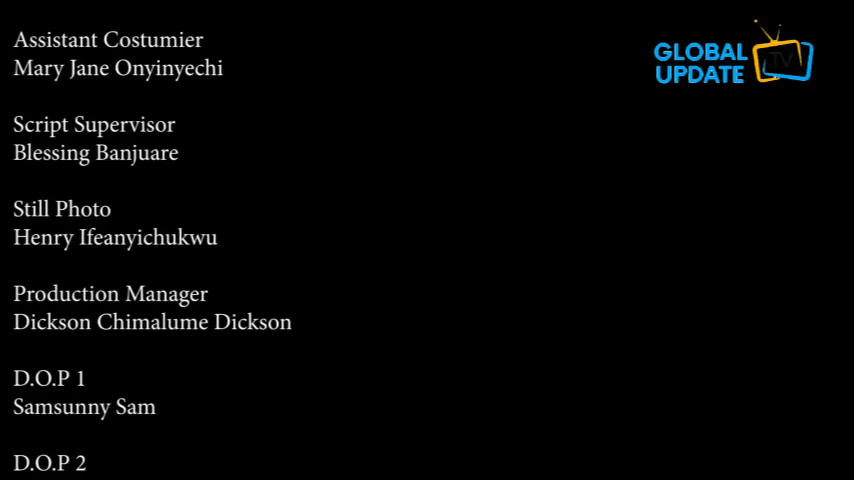 Assistant Costumier
Mary Jane Onyinyechi
Script Supervisor
Blessing Banjuare
Still Photo
Henry Ifeanyichukwu
Production Manager
Dickson Chimalume Dickson
D.O.P 1
Samsunny Sam
D.O.P 2
GLOBAL
UPDATE
TV